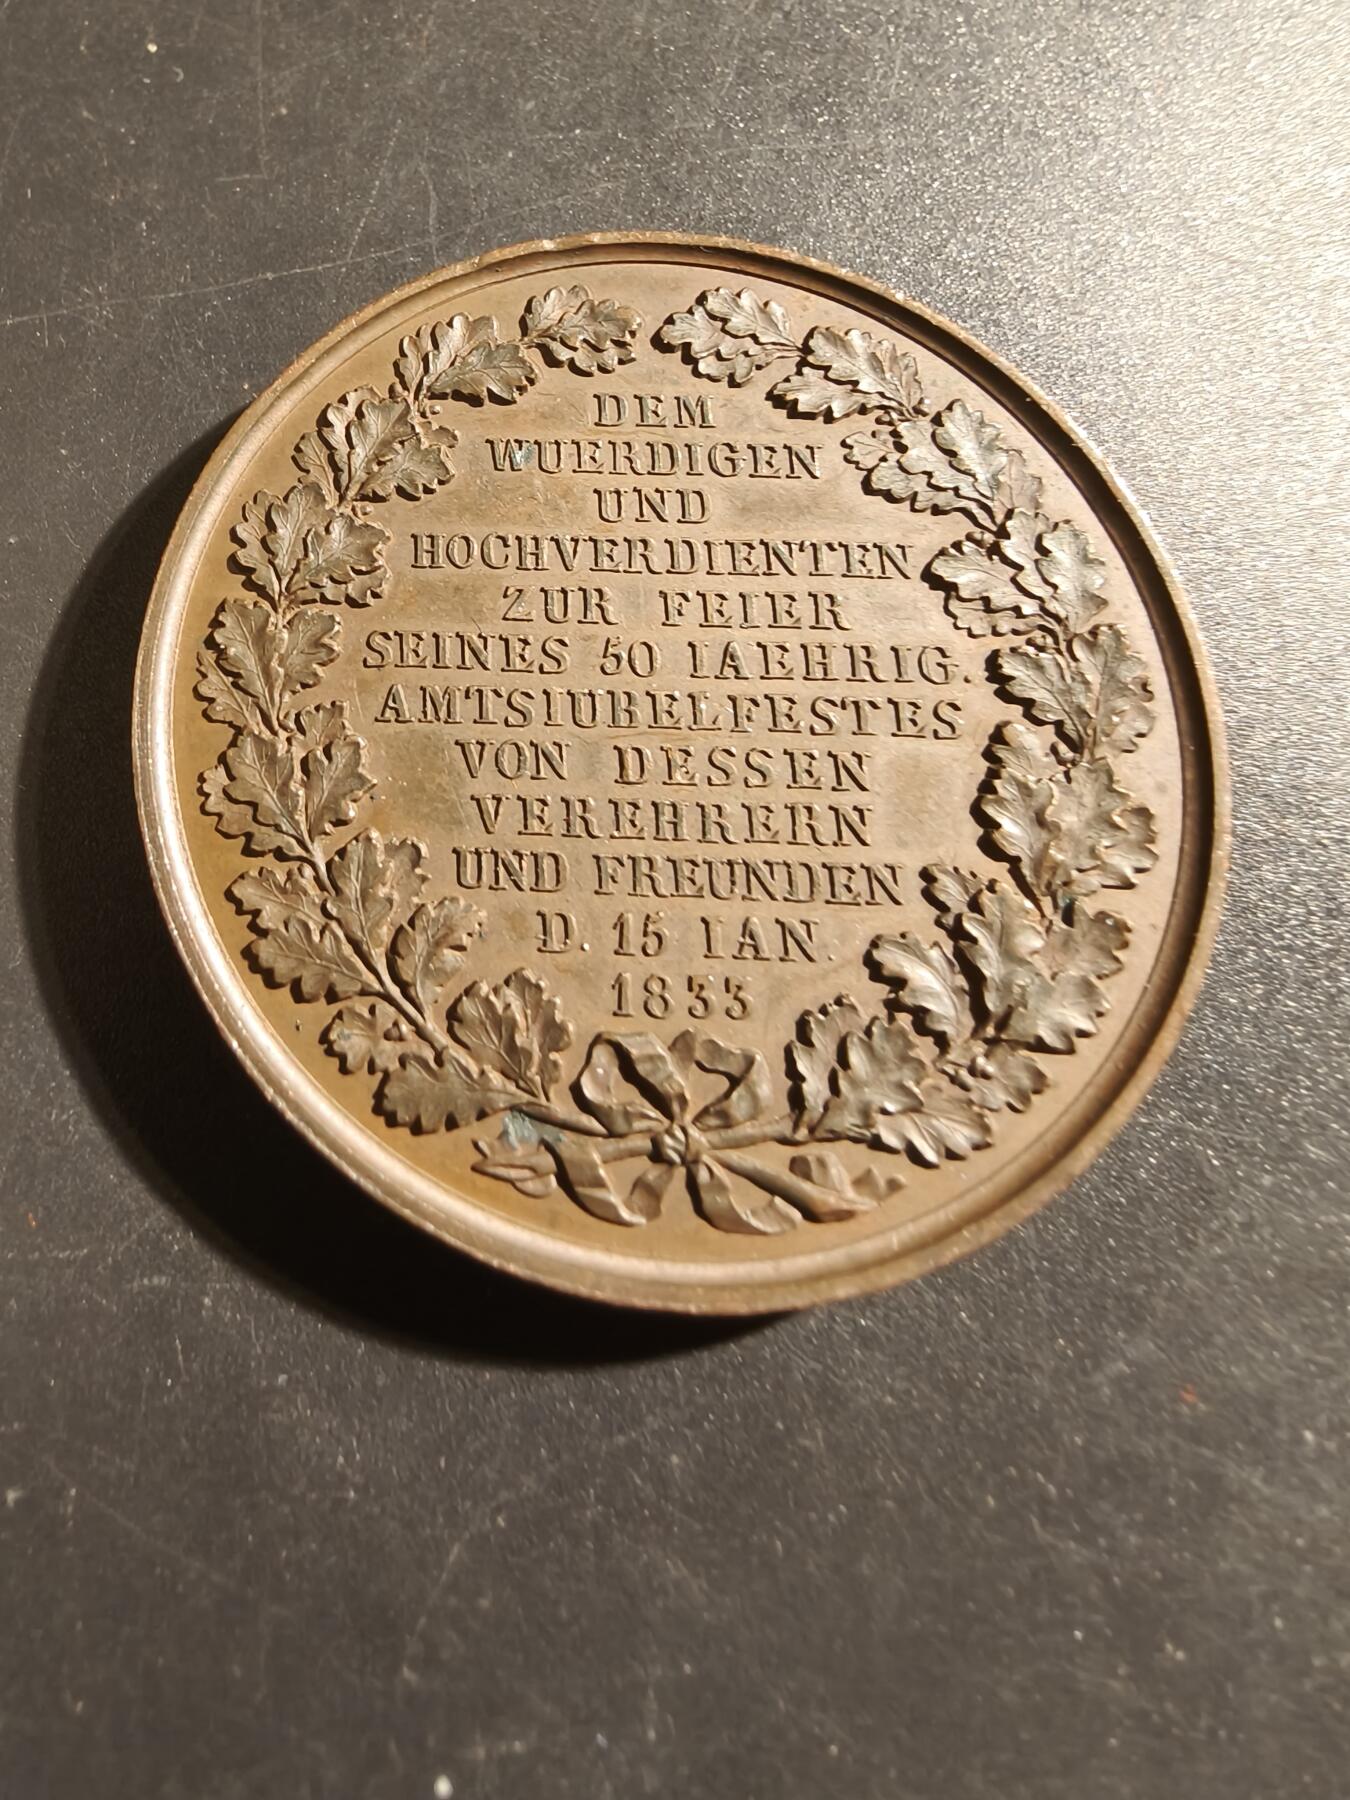 DEM
WUERDIGEN
UND
HOCHVERDIENTEN
ZUR FEIER
SEINES 50 IAEHRIG.
AMTSIUBELFESTES
VON DESSEN
VEREHRERN
UND FREUNDEN
D. 15 IAN.
1833